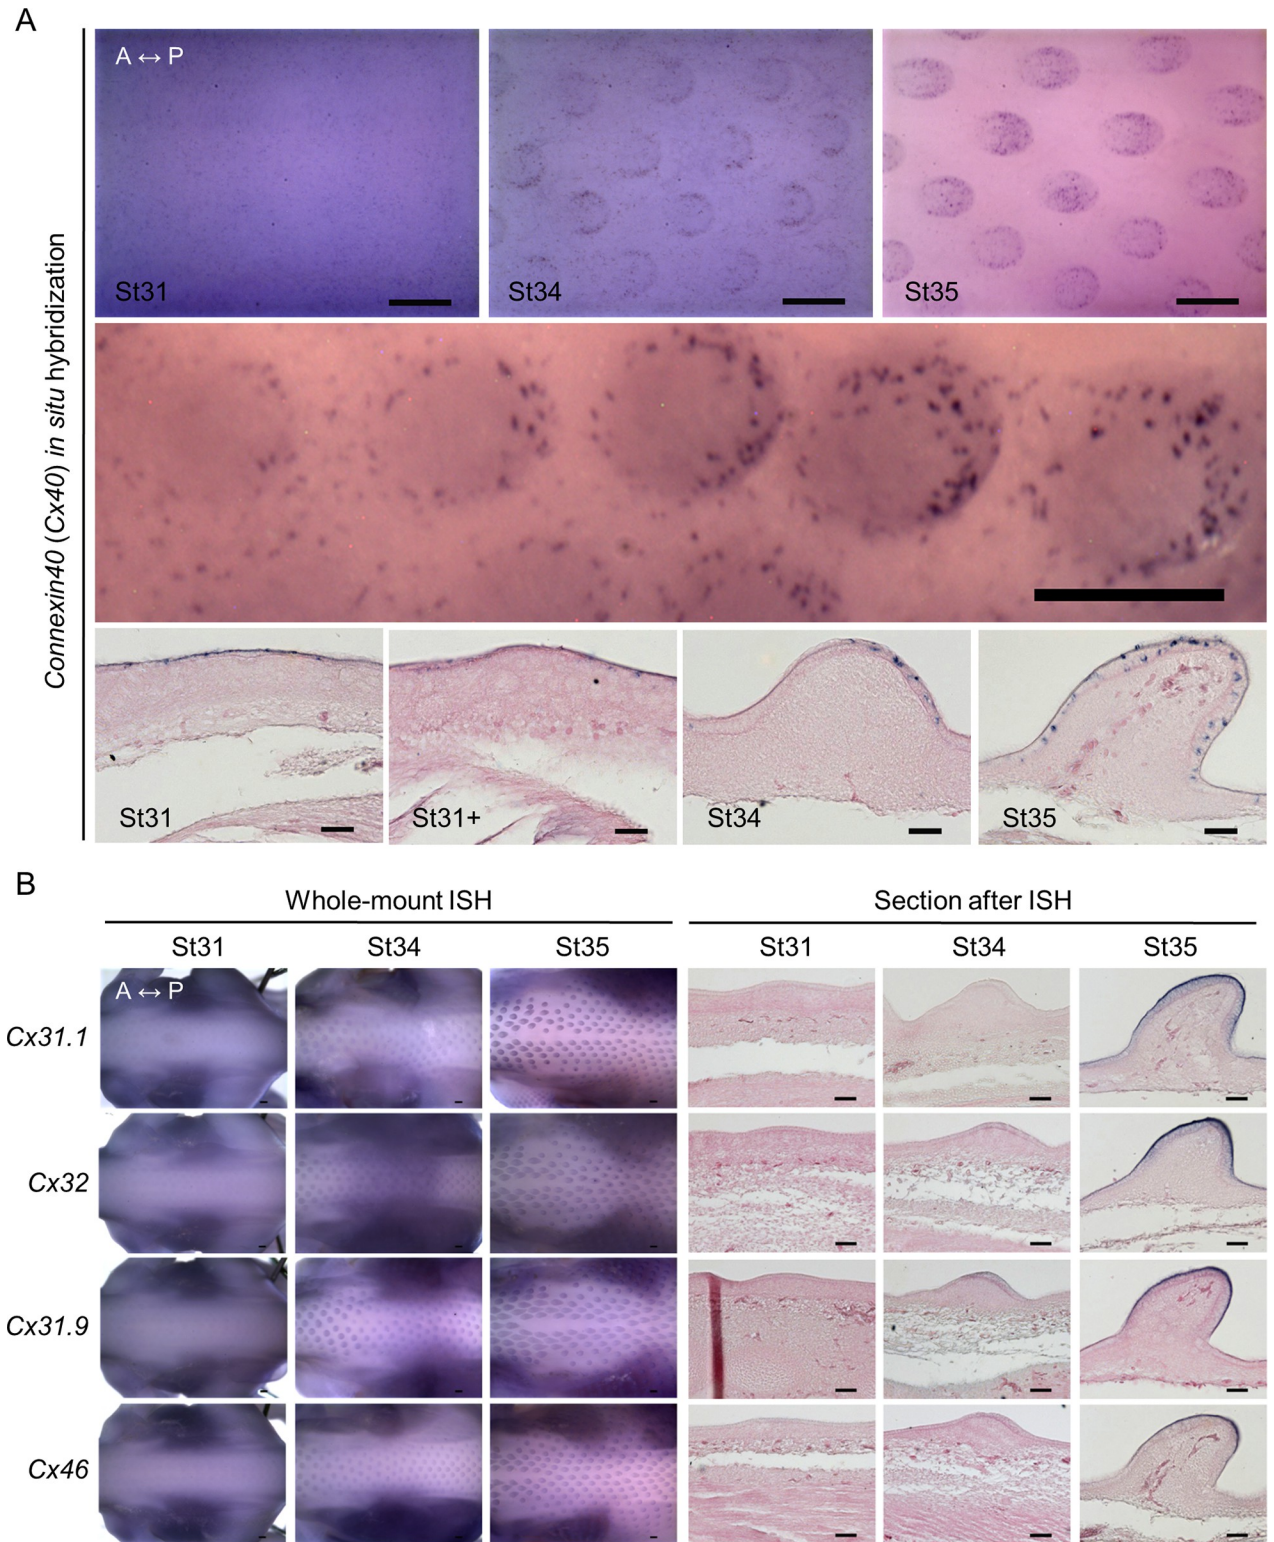 A
A ↔ P
St31
St34
St35
Connexin40 (Cx40) in situ hybridization
St31
St31+
St34
St35
B
Whole-mount ISH
Section after ISH
St31
St34
St35
St31
St34
St35
A ↔ P
Cx31.1
Cx32
Cx31.9
Cx46